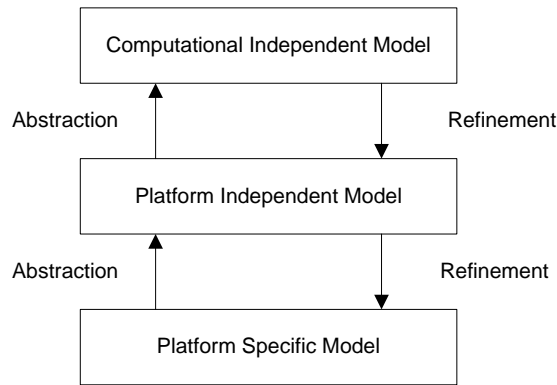 Computational Independent Model
Abstraction
Refinement
Platform Independent Model
Abstraction
Refinement
Platform Specific Model